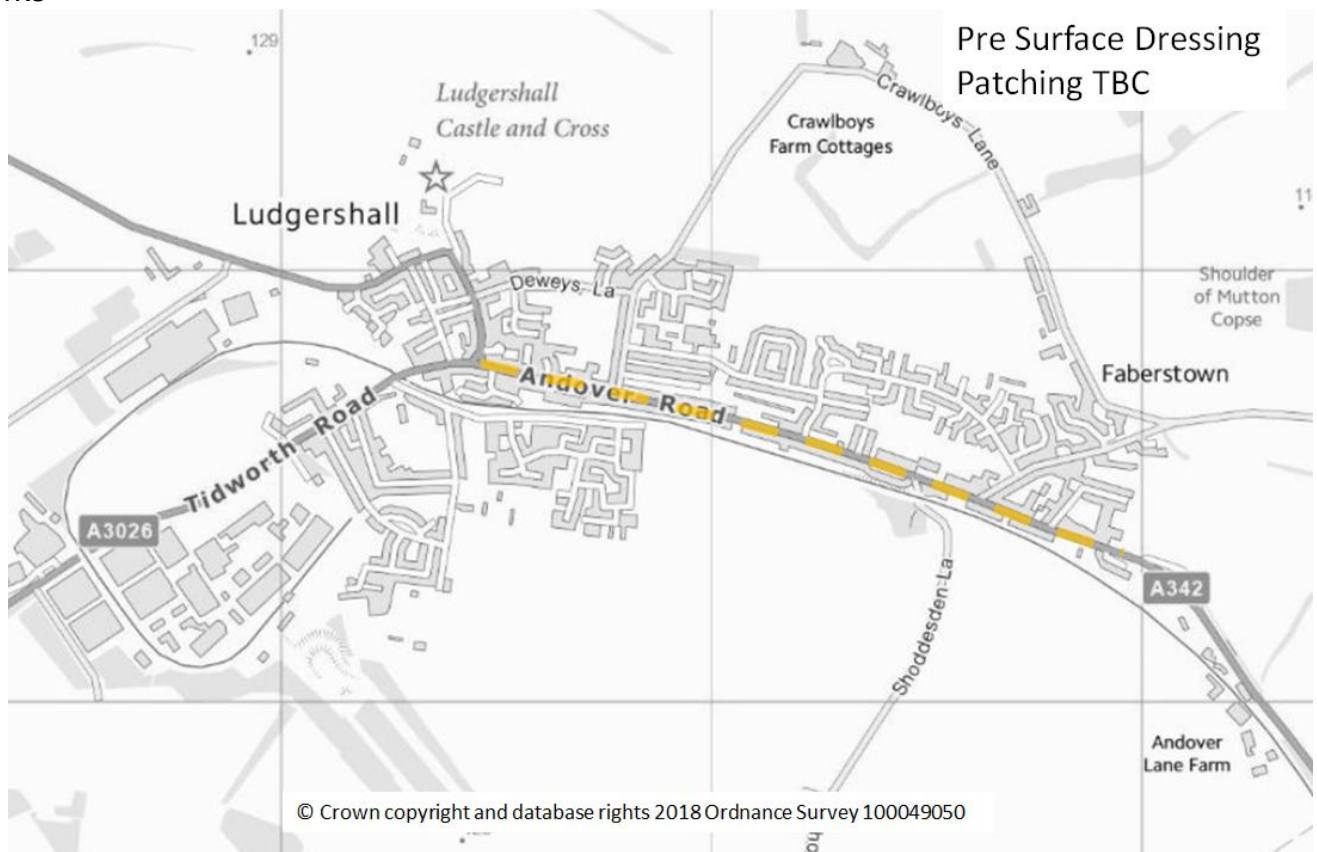 Pre Surface Dressing
Patching TBC
129
Ludgershall
Castle and Cross
Crawlboys Lane
Crawlboys
Farm Cottages
11
Ludgershall
Shoulder
of Mutton
Copse
Deweys La
Faberstown
Andover Road
Tidworth Road
A3026
A342
Shoddesden La
Andover
Lane Farm
© Crown copyright and database rights 2018 Ordnance Survey 100049050